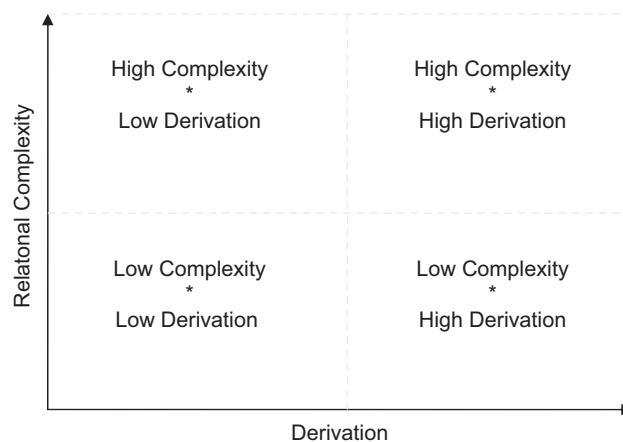 High Complexity
*
Low Derivation
High Complexity
*
High Derivation
Relatonal Complexity
Low Complexity
*
Low Derivation
Low Complexity
*
High Derivation
Derivation